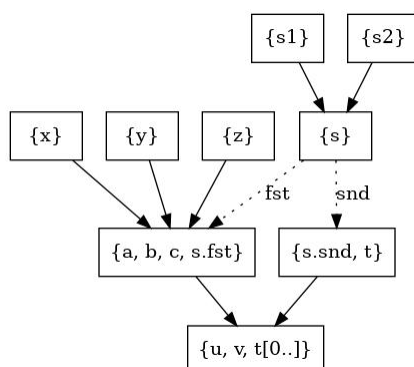 {s1} {s2}
{x} {y} {z} {s}
fst snd
{a, b, c, s.fst} {s.snd, t}
{u, v, t[0..]}